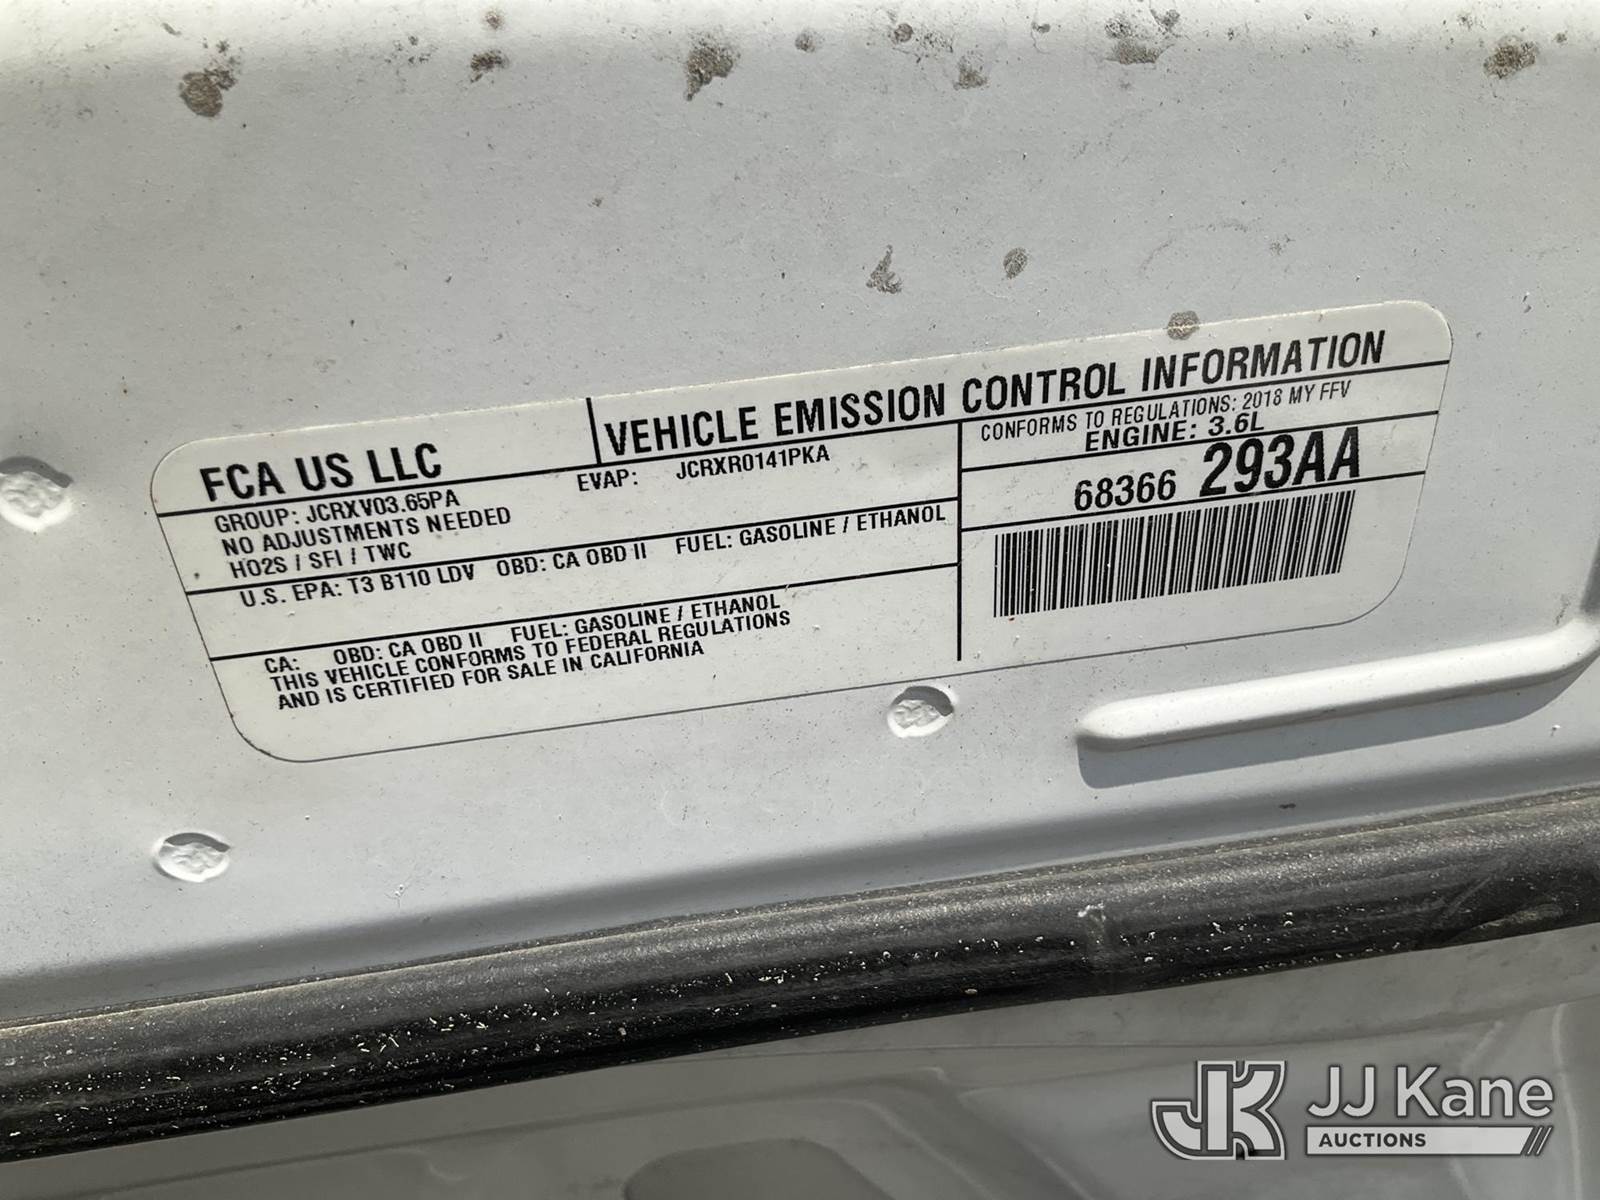 FCA US LLC
VEHICLE EMISSION CONTROL INFORMATION
GROUP: JCRXV03.65PA
EVAP: JCRXR0141PKA
NO ADJUSTMENTS NEEDED
HO2S / SFI / TWC
U.S. EPA: T3 B110 LDV OBD: CA OBD II FUEL: GASOLINE / ETHANOL
CA: OBD: CA OBD II FUEL: GASOLINE / ETHANOL
THIS VEHICLE CONFORMS TO FEDERAL REGULATIONS
AND IS CERTIFIED FOR SALE IN CALIFORNIA
CONFORMS TO REGULATIONS: 2018 MY FFV
ENGINE: 3.6L
68366 293AA
JK JJ Kane
AUCTIONS